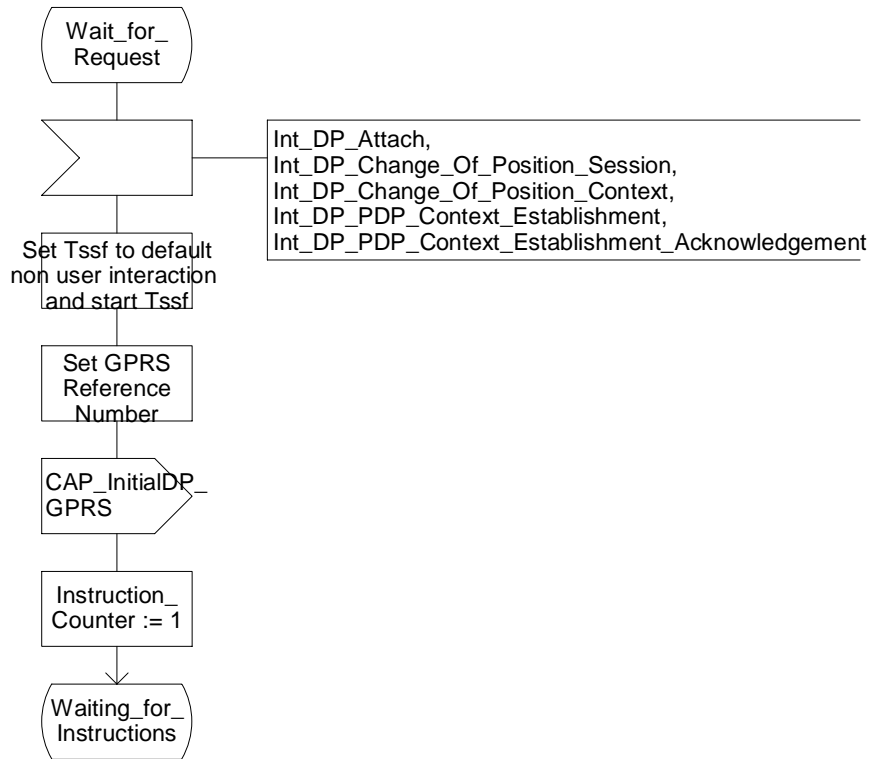 Wait_for_
Request
Int_DP_Attach,
Int_DP_Change_Of_Position_Session,
Int_DP_Change_Of_Position_Context,
Int_DP_PDP_Context_Establishment,
Int_DP_PDP_Context_Establishment_Acknowledgement
Set Tssf to default
non user interaction
and start Tssf
Set GPRS
Reference
Number
CAP_InitialDP_
GPRS
Instruction_
Counter := 1
Waiting_for_
Instructions